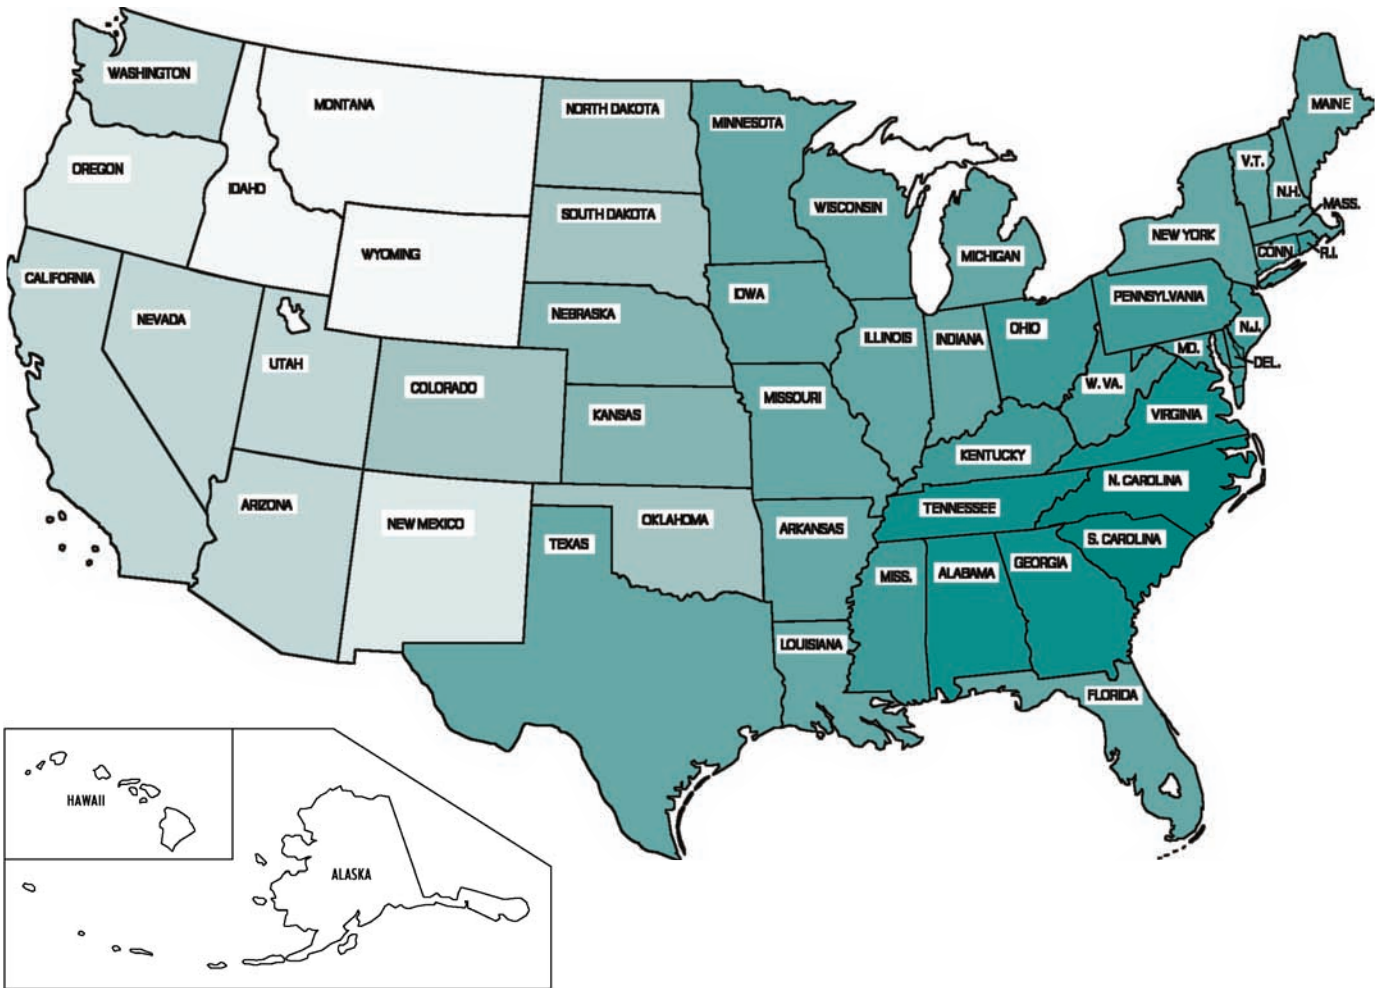 WASHINGTON
MONTANA
NORTH DAKOTA
MINNESOTA
MAINE
OREGON
IDAHO
SOUTH DAKOTA
WISCONSIN
V.T.
N.H.
MASS.
WYOMING
MICHIGAN
NEW YORK
CONN.
R.I.
CALIFORNIA
NEVADA
NEBRASKA
IOWA
PENNSYLVANIA
UTAH
COLORADO
ILLINOIS
INDIANA
OHIO
N.J.
MD.
DEL.
KANSAS
MISSOURI
W. VA.
VIRGINIA
KENTUCKY
ARIZONA
NEW MEXICO
OKLAHOMA
ARKANSAS
TENNESSEE
N. CAROLINA
TEXAS
MISS.
ALABAMA
GEORGIA
S. CAROLINA
LOUISIANA
FLORIDA
HAWAII
ALASKA